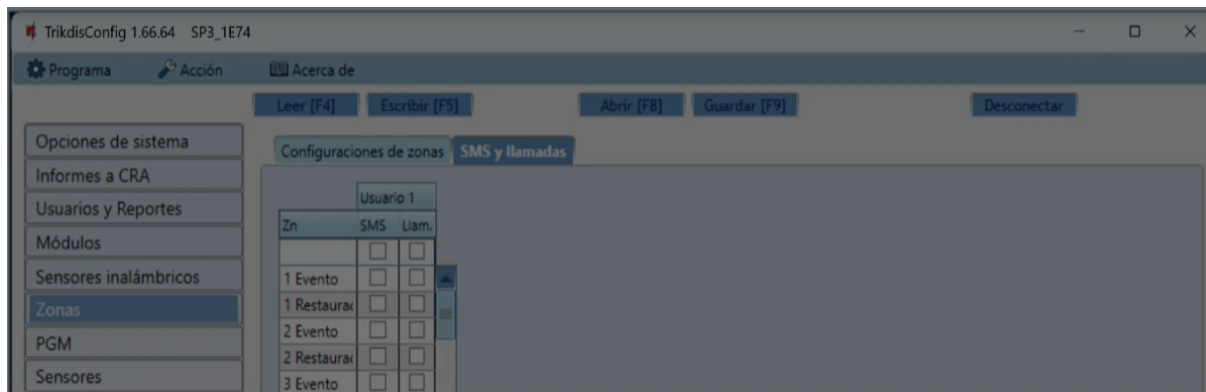 TrikdisConfig 1.66.64 SP3_1E74
Programa Acción Acerca de
Leer [F4] Escribir [F5] Abrir [F8] Guardar [F9] Desconectar
Opciones de sistema
Informes a CRA
Usuarios y Reportes
Módulos
Sensores inalámbricos
Zonas
PGM
Sensores
Configuraciones de zonas SMS y llamadas
Usuario 1
Zn SMS Llam.
1 Evento
1 Restaurac
2 Evento
2 Restaurac
3 Evento